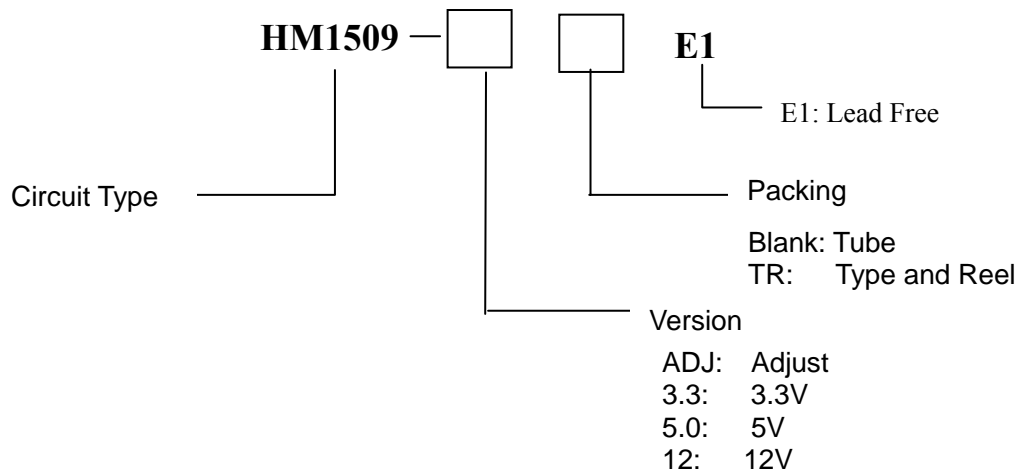 HM1509 — E1
E1: Lead Free
Circuit Type
Packing
Blank: Tube
TR: Type and Reel
Version
ADJ: Adjust
3.3: 3.3V
5.0: 5V
12: 12V